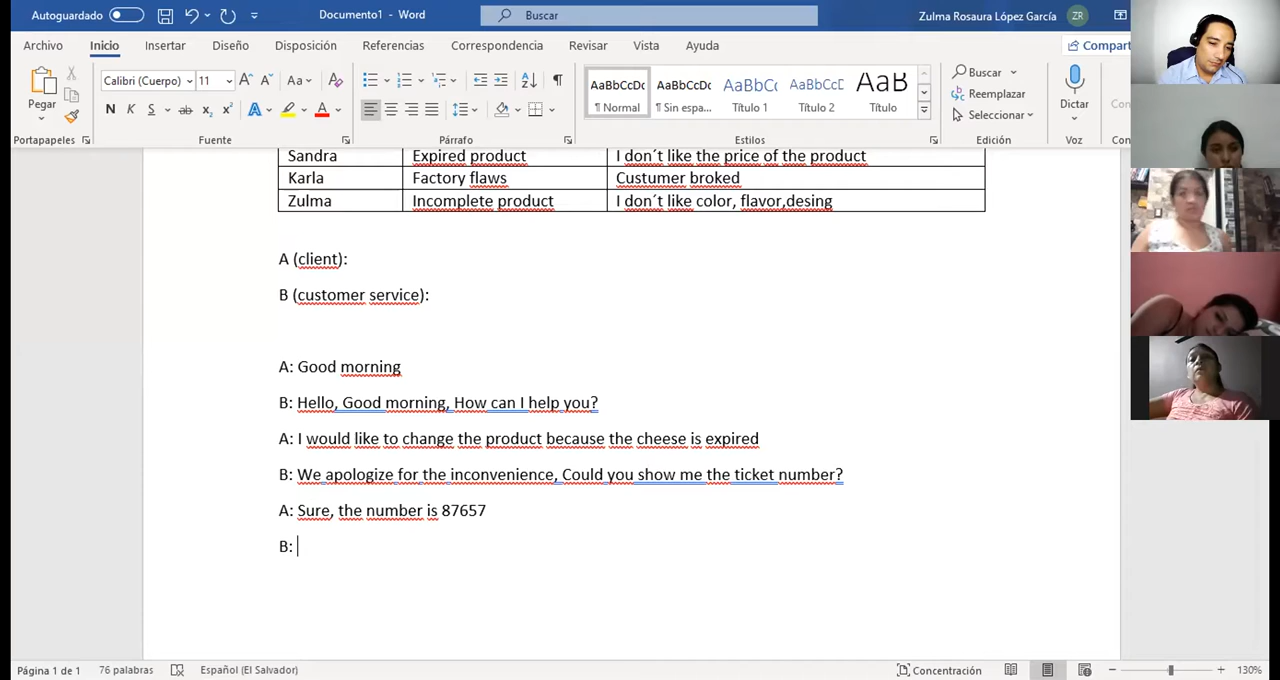 Autoguardado
Documento1 - Word
Buscar
Zulma Rosaura López García
ZR
Archivo Inicio Insertar Diseño Disposición Referencias Correspondencia Revisar Vista Ayuda
Compart
Pegar
Calibri (Cuerpo) 11
Aa
N K S ab x₂ x² A A
AaBbCcDc AaBbCcDc AaBbCc AaBbCcD AaB
¶ Normal ¶ Sin espa... Título 1 Título 2 Título
Buscar
Reemplazar
Seleccionar
Dictar
Portapapeles Fuente Párrafo Estilos Edición Voz
Sandra Expired product I don´t like the price of the product
Karla Factory flaws Custumer broked
Zulma Incomplete product I don´t like color, flavor,desing
A (client):
B (customer service):
A: Good morning
B: Hello, Good morning, How can I help you?
A: I would like to change the product because the cheese is expired
B: We apologize for the inconvenience, Could you show me the ticket number?
A: Sure, the number is 87657
B:
Página 1 de 1 76 palabras Español (El Salvador) Concentración 130%